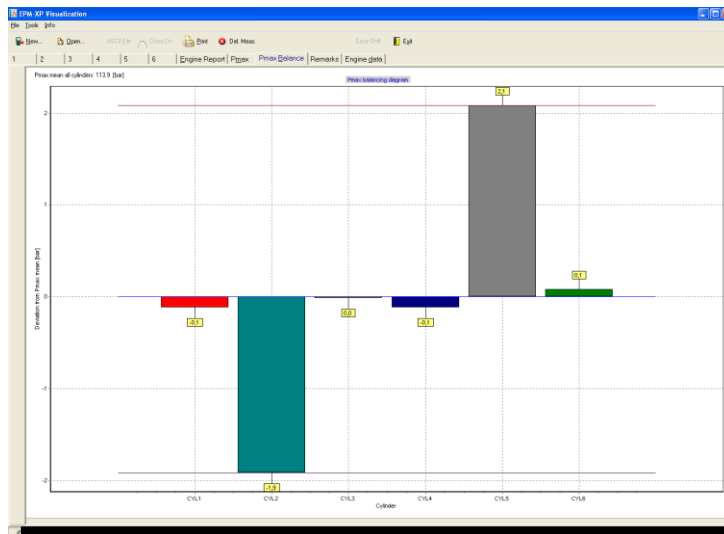 EPM-XP Visualization
File Tools Info
New... Open... ASCII-File Print Del. Meas. Save Shift Exit
1 2 3 4 5 6 Engine Report Pmax Pmax Balance Remarks Engine data
Pmax mean all cylinders: 113.9 [bar]
Pmax balancing diagram
2,1
2
1
Deviation from Pmax mean [bar]
0,1
0
-0,1 0,0 -0,1
-1
-2
-1,9
CYL1 CYL2 CYL3 CYL4 CYL5 CYL6
Cylinder